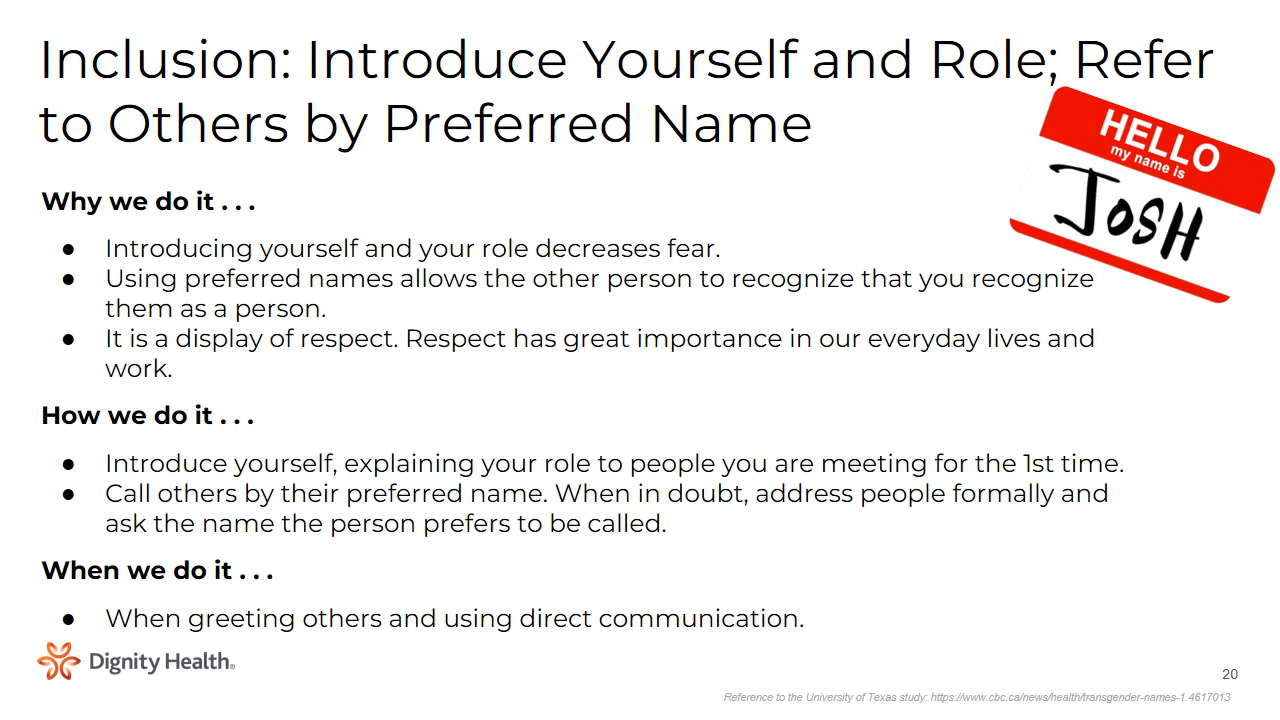 Inclusion: Introduce Yourself and Role; Refer
to Others by Preferred Name
HELLO
my name is
JOSH
Why we do it . . .
● Introducing yourself and your role decreases fear.
● Using preferred names allows the other person to recognize that you recognize
them as a person.
● It is a display of respect. Respect has great importance in our everyday lives and
work.
How we do it . . .
● Introduce yourself, explaining your role to people you are meeting for the 1st time.
● Call others by their preferred name. When in doubt, address people formally and
ask the name the person prefers to be called.
When we do it . . .
● When greeting others and using direct communication.
Dignity Health®
20
Reference to the University of Texas study: https://www.cbc.ca/news/health/transgender-names-1.4617013